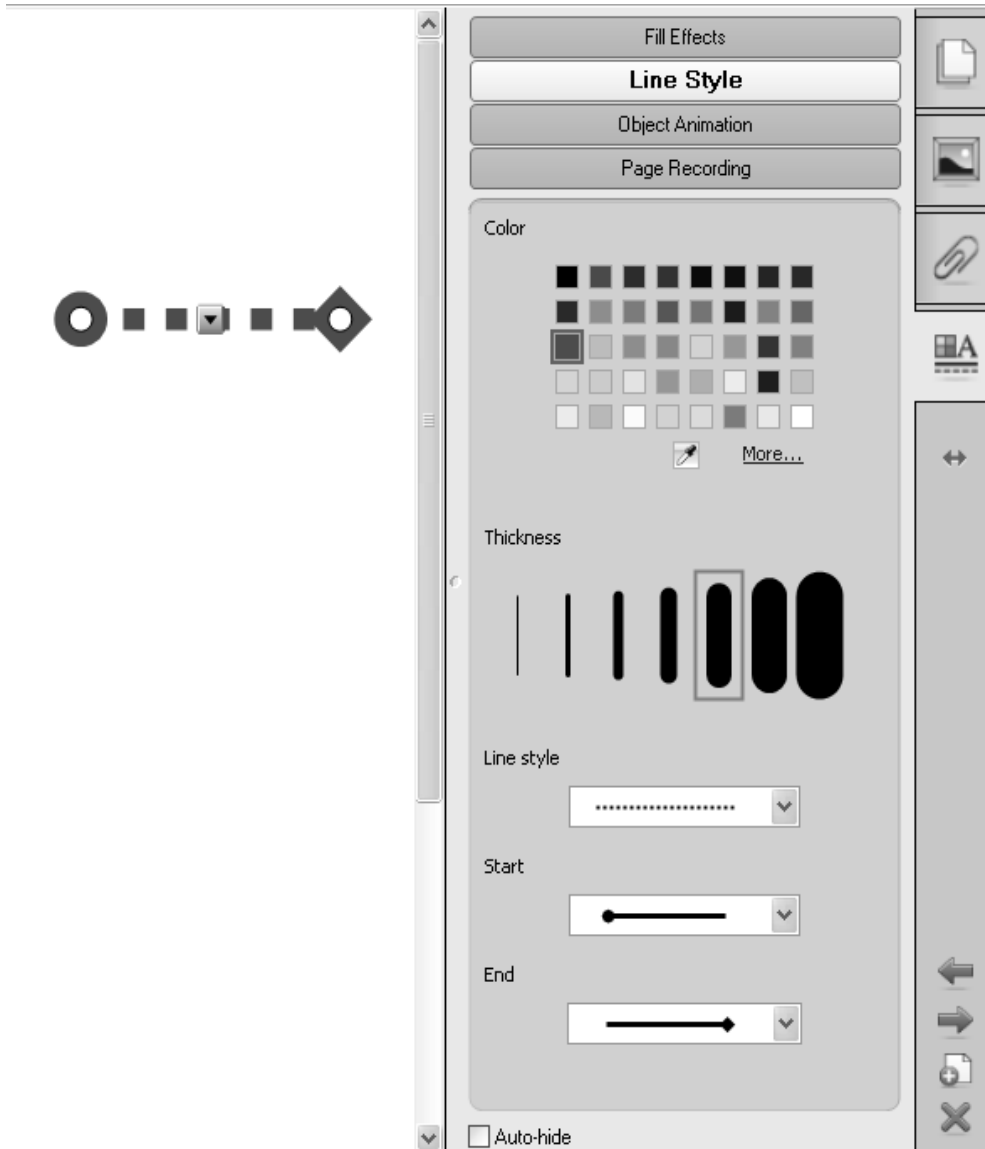 Fill Effects
Line Style
Object Animation
Page Recording
Color
More...
Thickness
Line style
Start
End
Auto-hide
A